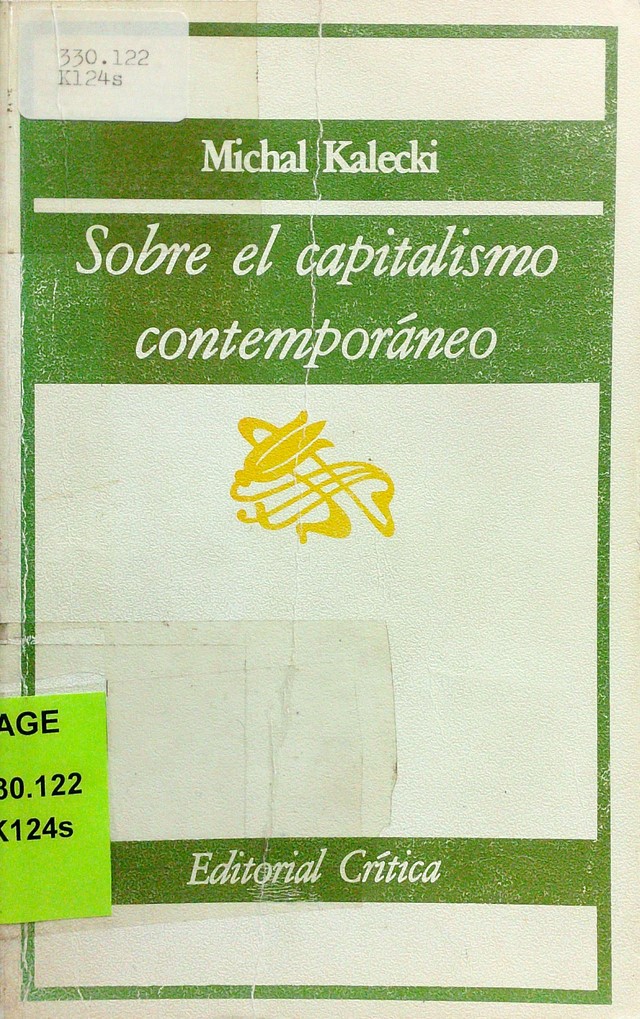 330.122
K124s
Michal Kalecki
Sobre el capitalismo
contemporáneo
AGE
30.122
K124s
Editorial Crítica